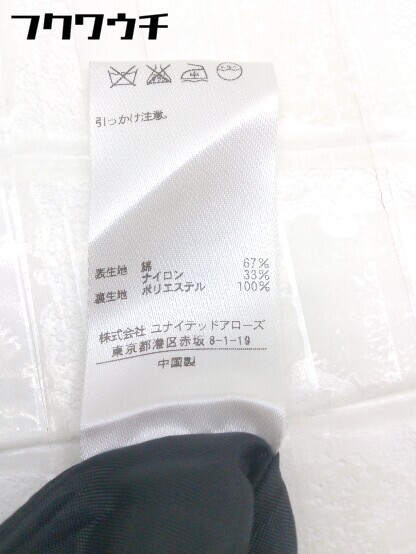 フクワウチ
引っかけ注意。
表生地 綿 67%
ナイロン 33%
裏生地 ポリエステル 100%
株式会社 ユナイテッドアローズ
東京都港区赤坂 8-1-19
中国製